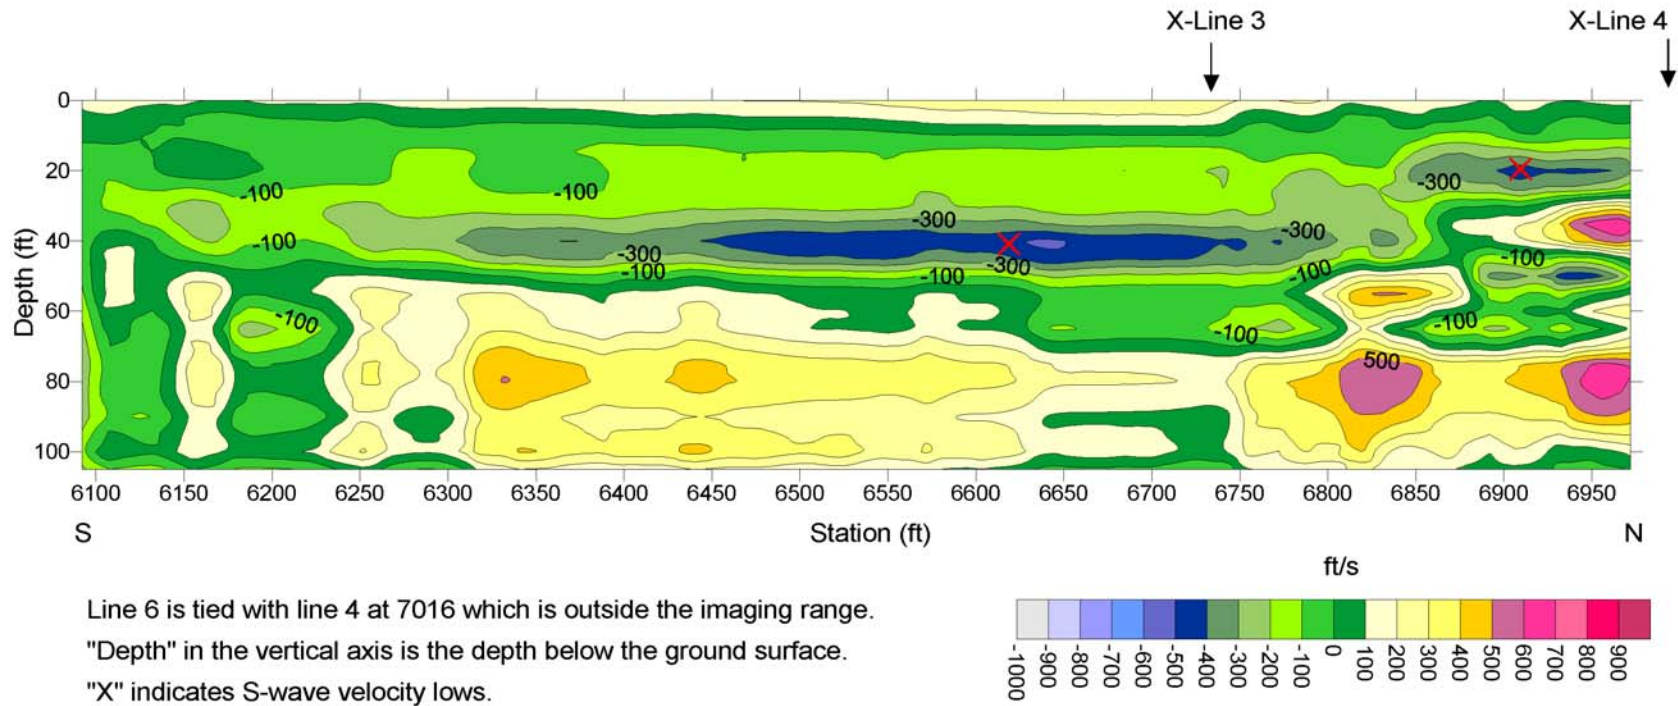 X-Line 3 X-Line 4
0
20
40
60
80
100
Depth (ft)
-100
-100
-100
-300
-100
-300
-300
-100
-300
-300
-100
-100
-100
-100
-100
500
6100 6150 6200 6250 6300 6350 6400 6450 6500 6550 6600 6650 6700 6750 6800 6850 6900 6950
S Station (ft) N
ft/s
-1000 -900 -800 -700 -600 -500 -400 -300 -200 -100 0 100 200 300 400 500 600 700 800 900
Line 6 is tied with line 4 at 7016 which is outside the imaging range.
"Depth" in the vertical axis is the depth below the ground surface.
"X" indicates S-wave velocity lows.